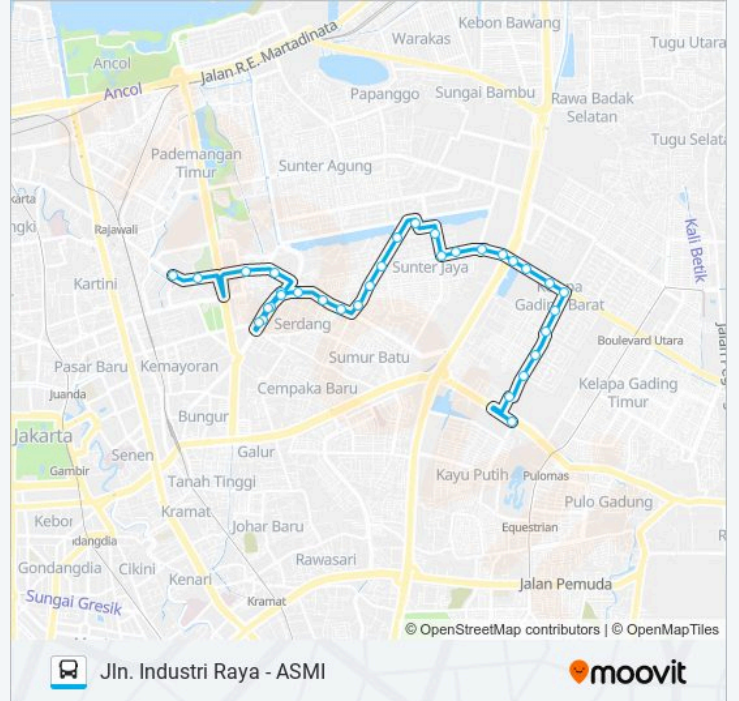 Kebon Bawang
Warakas
Tugu Utara
Jalan R.E. Martadinata
Ancol
Ancol
Papanggo
Sungai Bambu
Rawa Badak
Selatan
Tugu Selata
Pademangan
Timur
Sunter Agung
Rajawali
Kali Betik
Sunter Jaya
Kartini
Gading Barat
Serdang
Boulevard Utara
Sumur Batu
Pasar Baru
Kemayoran
Cempaka Baru
Kelapa Gading
Timur
Juanda
Bungur
Jakarta
Senen
Galur
Gambir
Tanah Tinggi
Kayu Putih
Pulomas
Kramat
Pulo Gadung
Johar Baru
Equestrian
Rawasari
Gondangdia
Cikini
Kenari
Jalan Pemuda
Sungai Gresik
Kramat
© OpenStreetMap contributors | © OpenMapTiles
Jln. Industri Raya - ASMI
moovit